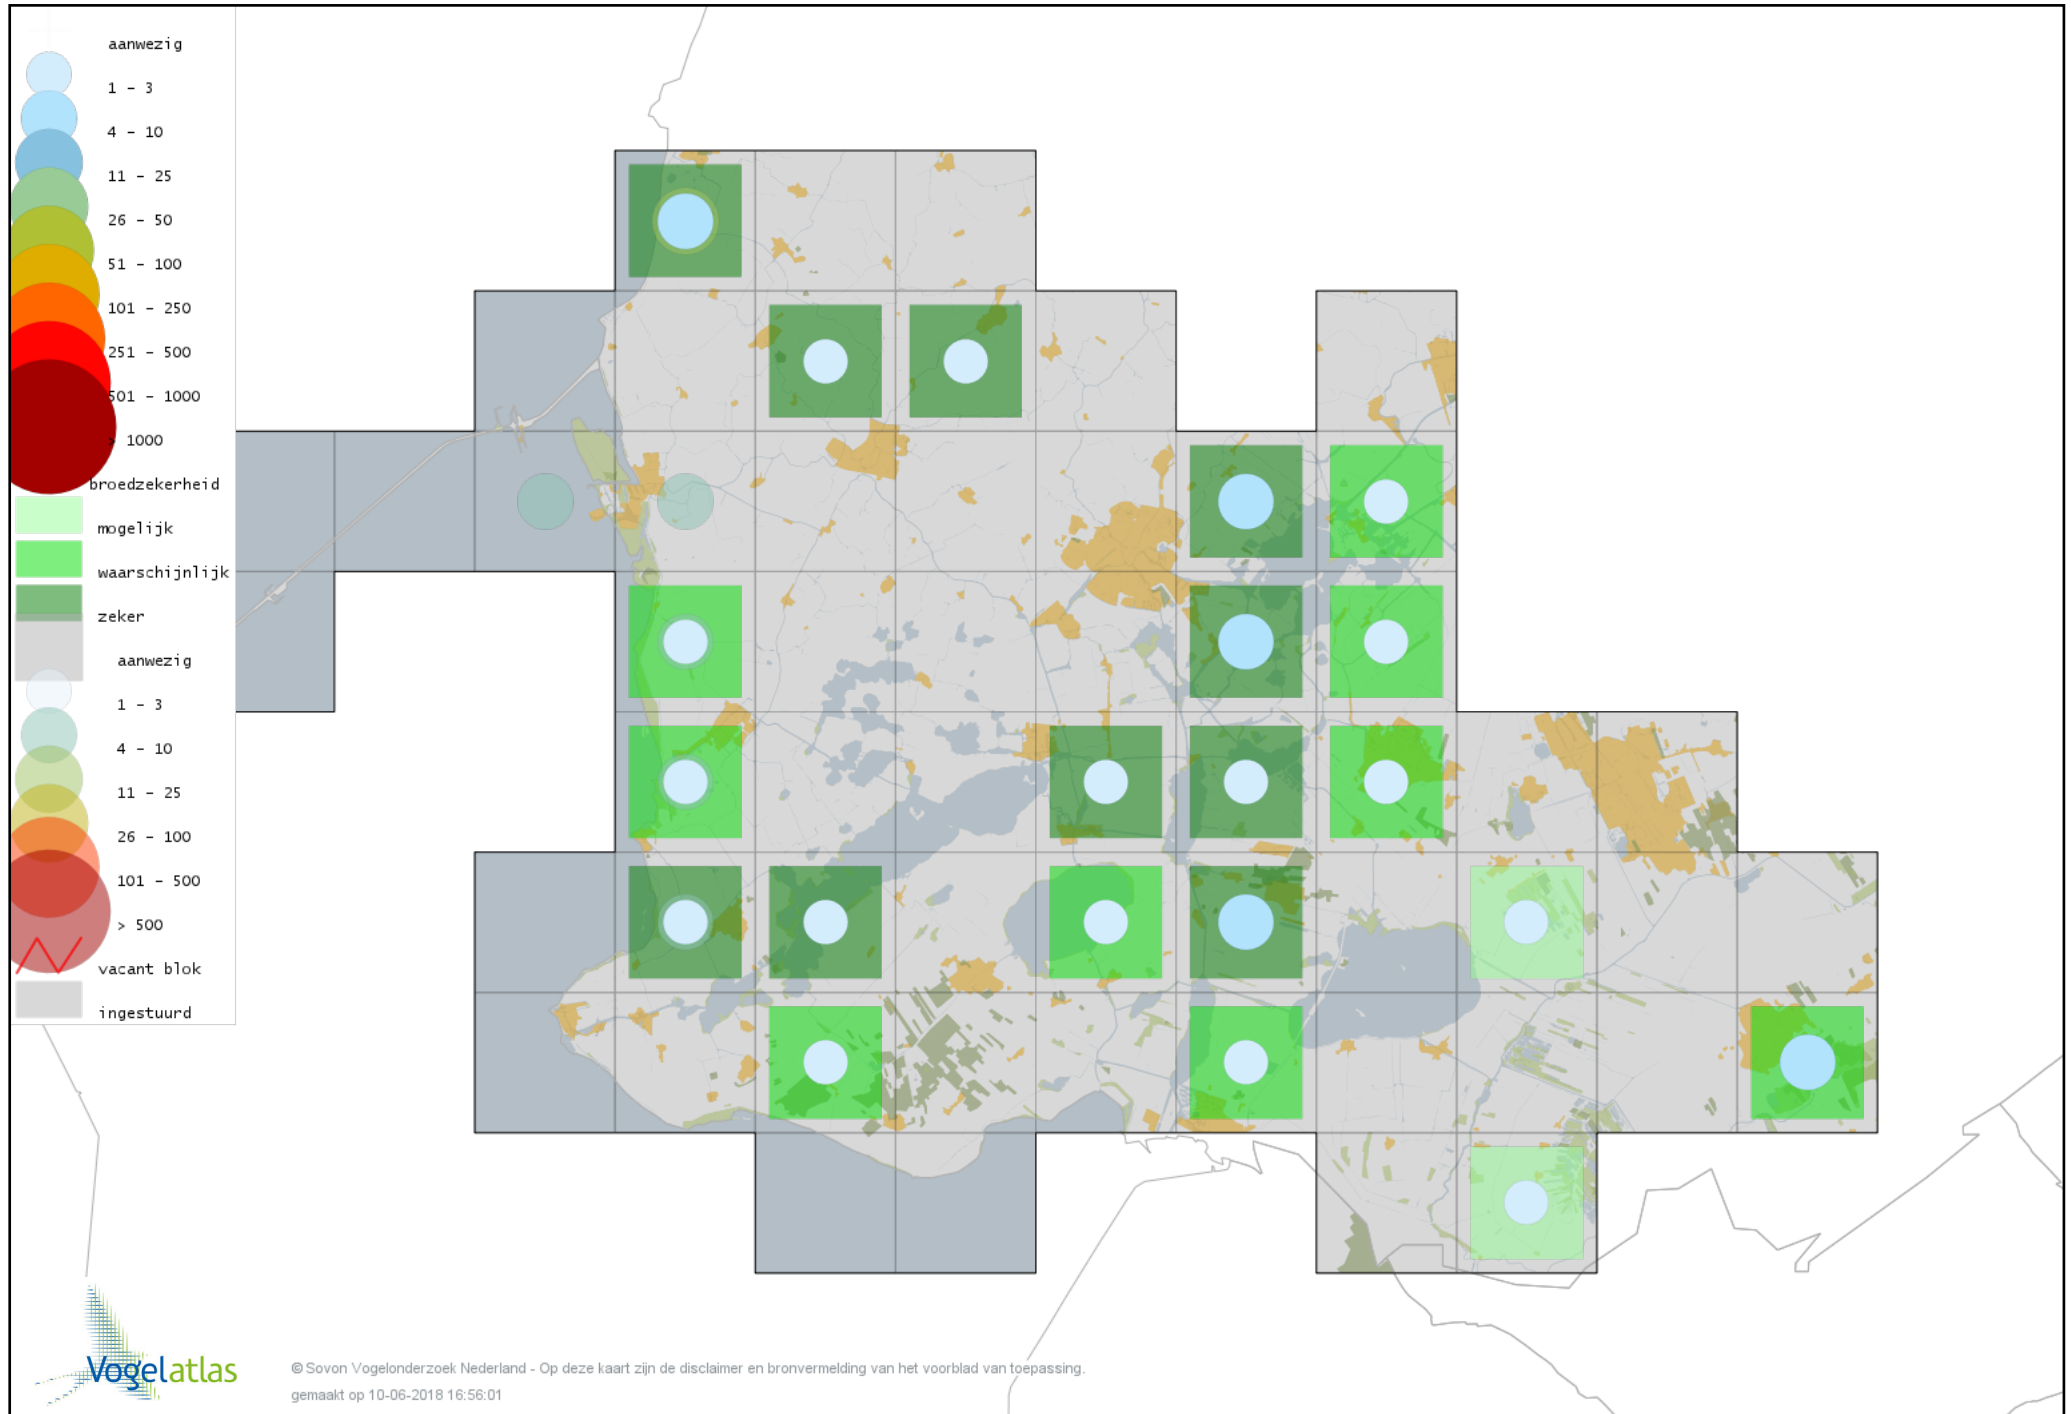 aanwezig
1 - 3
4 - 10
11 - 25
26 - 50
51 - 100
101 - 250
251 - 500
501 - 1000
> 1000
broedzekerheid
mogelijk
waarschijnlijk
zeker
aanwezig
1 - 3
4 - 10
11 - 25
26 - 100
101 - 500
> 500
vacant blok
ingestuurd
Vogelatlas
© Sovon Vogelonderzoek Nederland - Op deze kaart zijn de disclaimer en bronvermelding van het voorblad van toepassing.
gemaakt op 10-06-2018 16:56:01